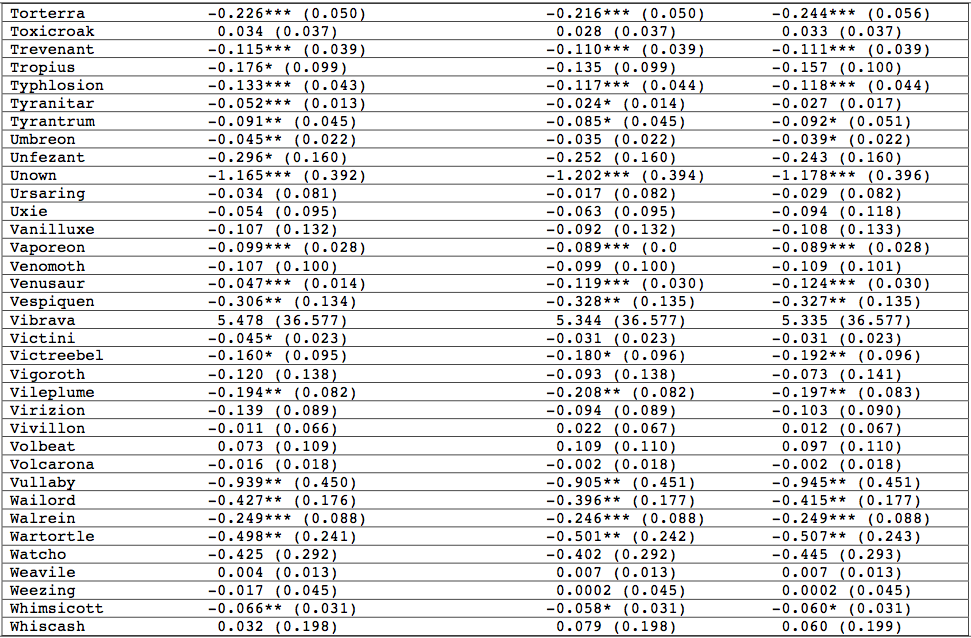 Torterra -0.226*** (0.050) -0.216*** (0.050) -0.244*** (0.056)
Toxicroak 0.034 (0.037) 0.028 (0.037) 0.033 (0.037)
Trevenant -0.115*** (0.039) -0.110*** (0.039) -0.111*** (0.039)
Tropius -0.176* (0.099) -0.135 (0.099) -0.157 (0.100)
Typhlosion -0.133*** (0.043) -0.117*** (0.044) -0.118*** (0.044)
Tyranitar -0.052*** (0.013) -0.024* (0.014) -0.027 (0.017)
Tyrantrum -0.091** (0.045) -0.085* (0.045) -0.092* (0.051)
Umbreon -0.045** (0.022) -0.035 (0.022) -0.039* (0.022)
Unfezant -0.296* (0.160) -0.252 (0.160) -0.243 (0.160)
Unown -1.165*** (0.392) -1.202*** (0.394) -1.178*** (0.396)
Ursaring -0.034 (0.081) -0.017 (0.082) -0.029 (0.082)
Uxie -0.054 (0.095) -0.063 (0.095) -0.094 (0.118)
Vanilluxe -0.107 (0.132) -0.092 (0.132) -0.108 (0.133)
Vaporeon -0.099*** (0.028) -0.089*** (0.0 -0.089*** (0.028)
Venomoth -0.107 (0.100) -0.099 (0.100) -0.109 (0.101)
Venusaur -0.047*** (0.014) -0.119*** (0.030) -0.124*** (0.030)
Vespiquen -0.306** (0.134) -0.328** (0.135) -0.327** (0.135)
Vibrava 5.478 (36.577) 5.344 (36.577) 5.335 (36.577)
Victini -0.045* (0.023) -0.031 (0.023) -0.031 (0.023)
Victreebel -0.160* (0.095) -0.180* (0.096) -0.192** (0.096)
Vigoroth -0.120 (0.138) -0.093 (0.138) -0.073 (0.141)
Vileplume -0.194** (0.082) -0.208** (0.082) -0.197** (0.083)
Virizion -0.139 (0.089) -0.094 (0.089) -0.103 (0.090)
Vivillon -0.011 (0.066) 0.022 (0.067) 0.012 (0.067)
Volbeat 0.073 (0.109) 0.109 (0.110) 0.097 (0.110)
Volcarona -0.016 (0.018) -0.002 (0.018) -0.002 (0.018)
Vullaby -0.939** (0.450) -0.905** (0.451) -0.945** (0.451)
Wailord -0.427** (0.176) -0.396** (0.177) -0.415** (0.177)
Walrein -0.249*** (0.088) -0.246*** (0.088) -0.249*** (0.088)
Wartortle -0.498** (0.241) -0.501** (0.242) -0.507** (0.243)
Watcho -0.425 (0.292) -0.402 (0.292) -0.445 (0.293)
Weavile 0.004 (0.013) 0.007 (0.013) 0.007 (0.013)
Weezing -0.017 (0.045) 0.0002 (0.045) 0.0002 (0.045)
Whimsicott -0.066** (0.031) -0.058* (0.031) -0.060* (0.031)
Whiscash 0.032 (0.198) 0.079 (0.198) 0.060 (0.199)